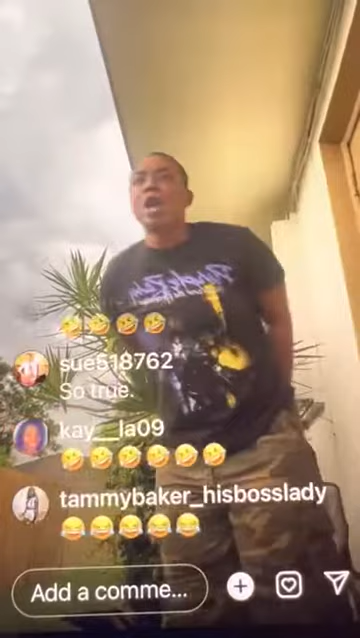 🤣🤣🤣🤣
sue518762
So true.
kay__la09
🤣🤣🤣🤣🤣🤣
tammybaker_hisbosslady
😂😂😂😂😂
Add a comme...